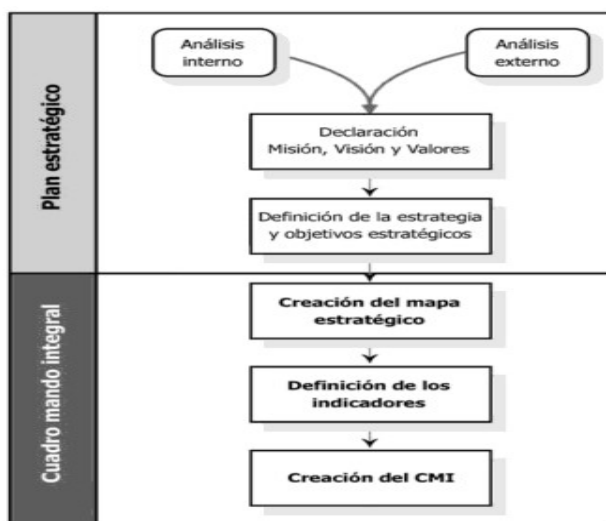 Plan estratégico
Análisis
interno
Análisis
externo
Declaración
Misión, Visión y Valores
Definición de la estrategia
y objetivos estratégicos
Cuadro mando integral
Creación del mapa
estratégico
Definición de los
indicadores
Creación del CMI